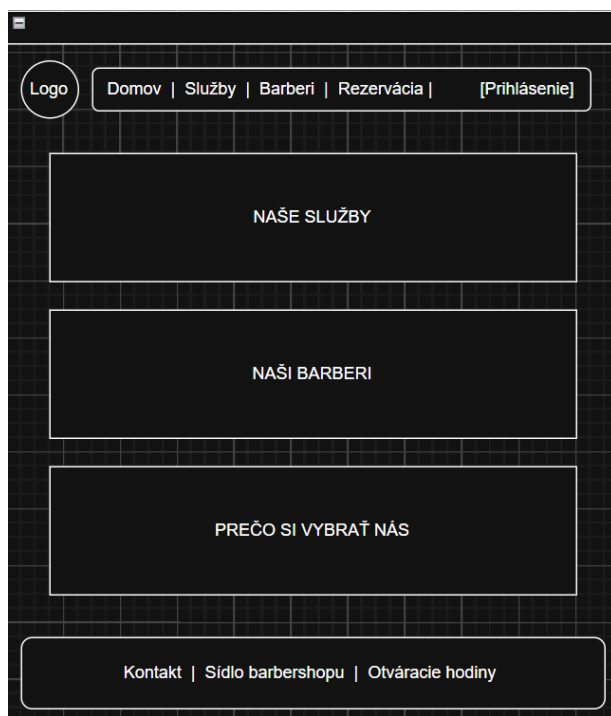 Logo
Domov | Služby | Barberi | Rezervácia | [Prihlásenie]
NAŠE SLUŽBY
NAŠI BARBERI
PREČO SI VYBRAŤ NÁS
Kontakt | Sídlo barbershopu | Otváracie hodiny